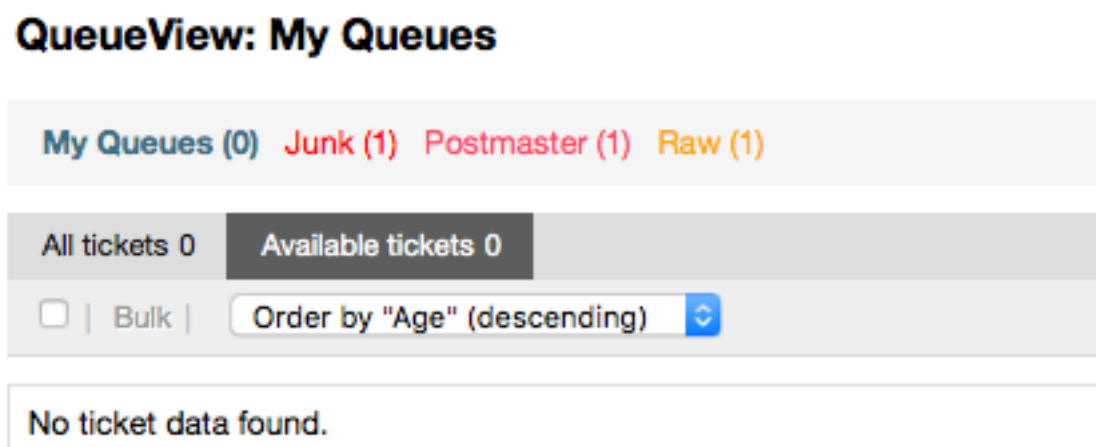 QueueView: My Queues
My Queues (0) Junk (1) Postmaster (1) Raw (1)
All tickets 0 Available tickets 0
| Bulk | Order by "Age" (descending)
No ticket data found.